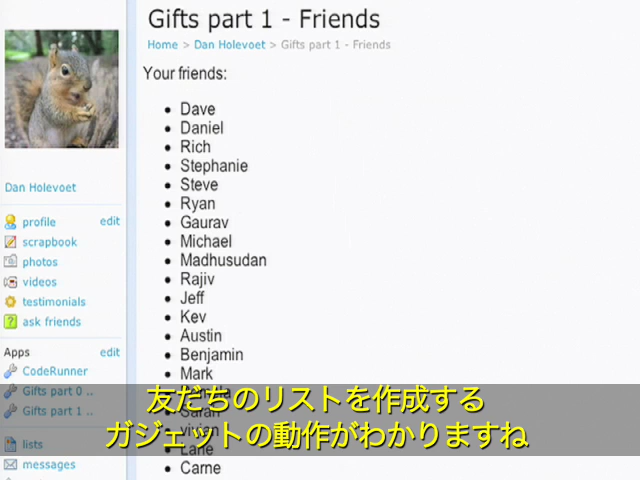 Gifts part 1 - Friends
Home > Dan Holevoet > Gifts part 1 - Friends
Your friends:
Dave
Daniel
Rich
Stephanie
Steve
Ryan
Gaurav
Michael
Madhusudan
Rajiv
Jeff
Kev
Austin
Benjamin
Mark
Sarah
vivian
Lane
Carne
Dan Holevoet
profile edit
scrapbook
photos
videos
testimonials
ask friends
Apps edit
CodeRunner
Gifts part 0 ..
Gifts part 1 ..
lists
messages
友だちのリストを作成する
ガジェットの動作がわかりますね